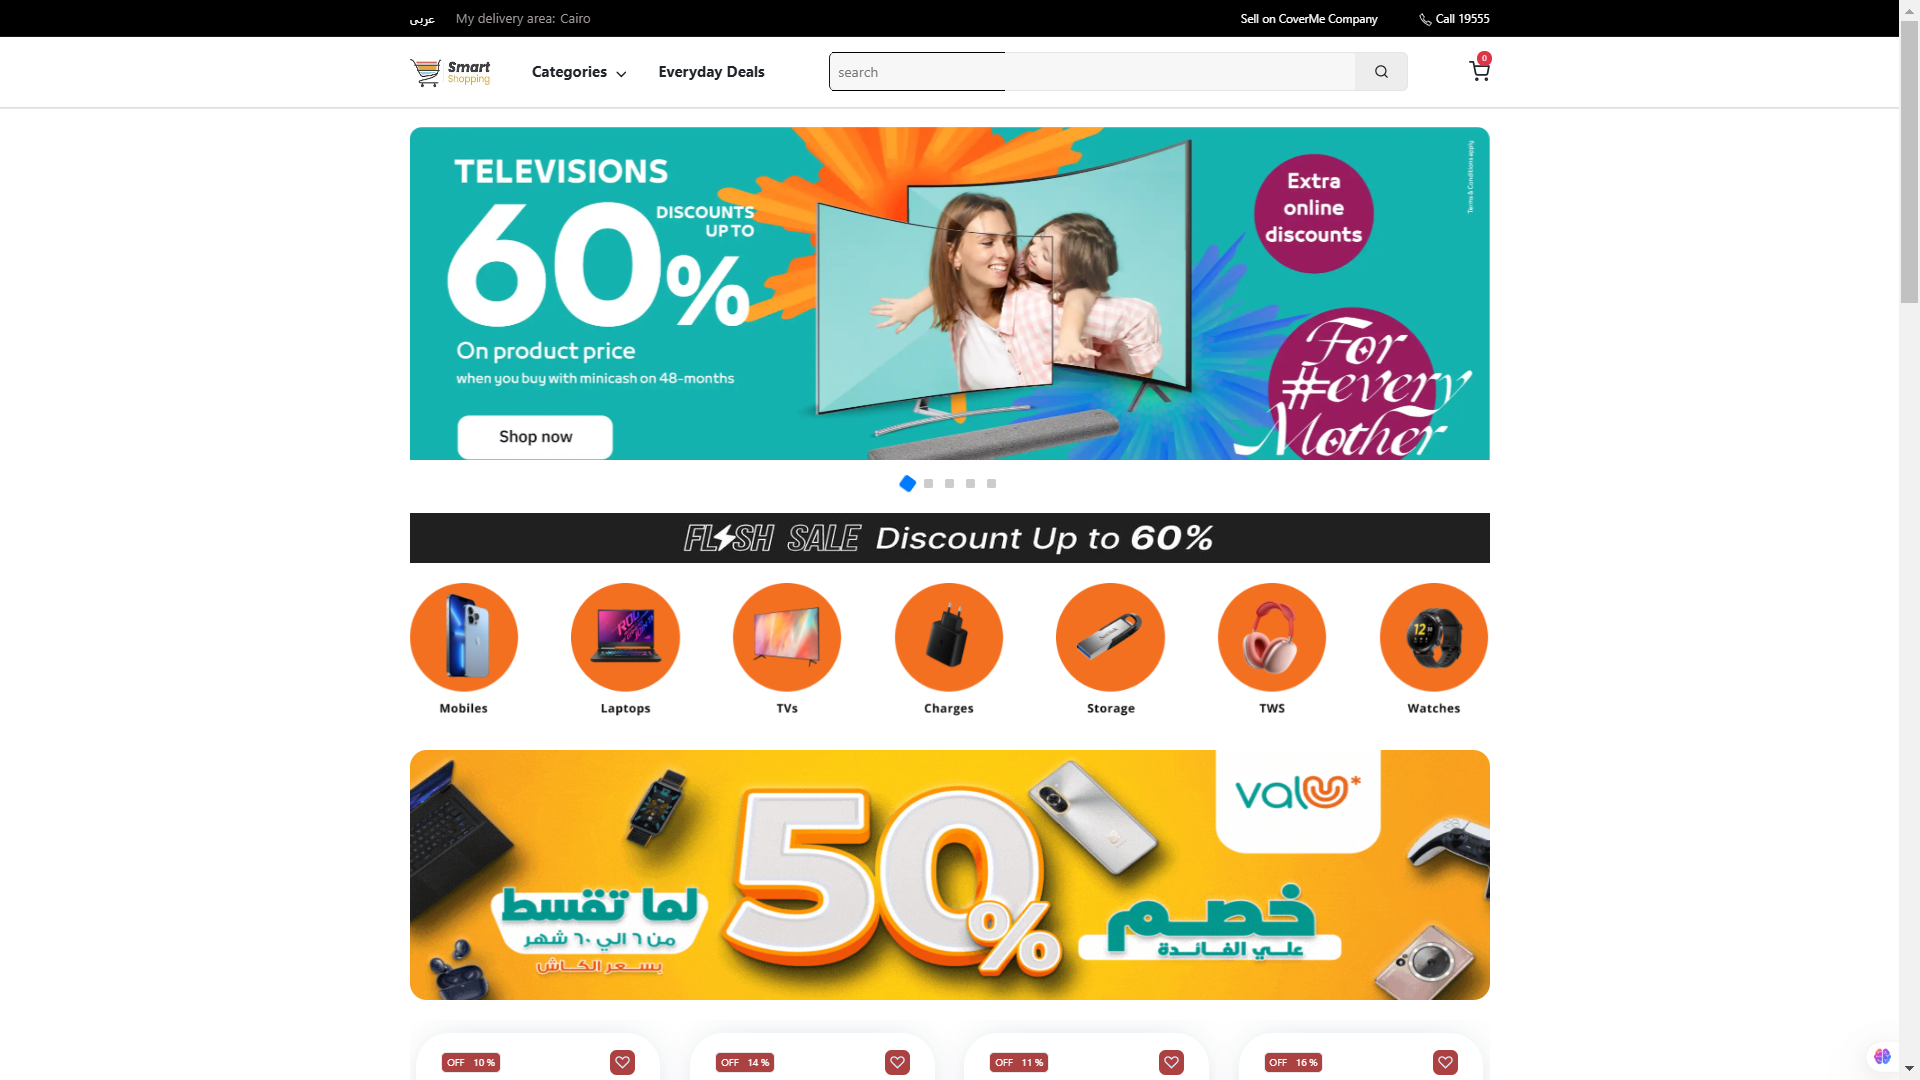 عربى
My delivery area: Cairo
Sell on CoverMe Company
Call 19555
Smart
Shopping
Categories
Everyday Deals
search
0
TELEVISIONS
DISCOUNTS
UP TO
60%
On product price
when you buy with minicash on 48-months
Shop now
Extra
online
discounts
Terms & Conditions apply
For
#every
Mother
FLASH SALE Discount Up to 60%
Mobiles
Laptops
TVs
Charges
Storage
TWS
Watches
valU*
50%
خصم
علي الفائدة
لما تقسط
من ٦ الي ٦٠ شهر
بسعر الكاش
OFF 10 %
OFF 14 %
OFF 11 %
OFF 16 %